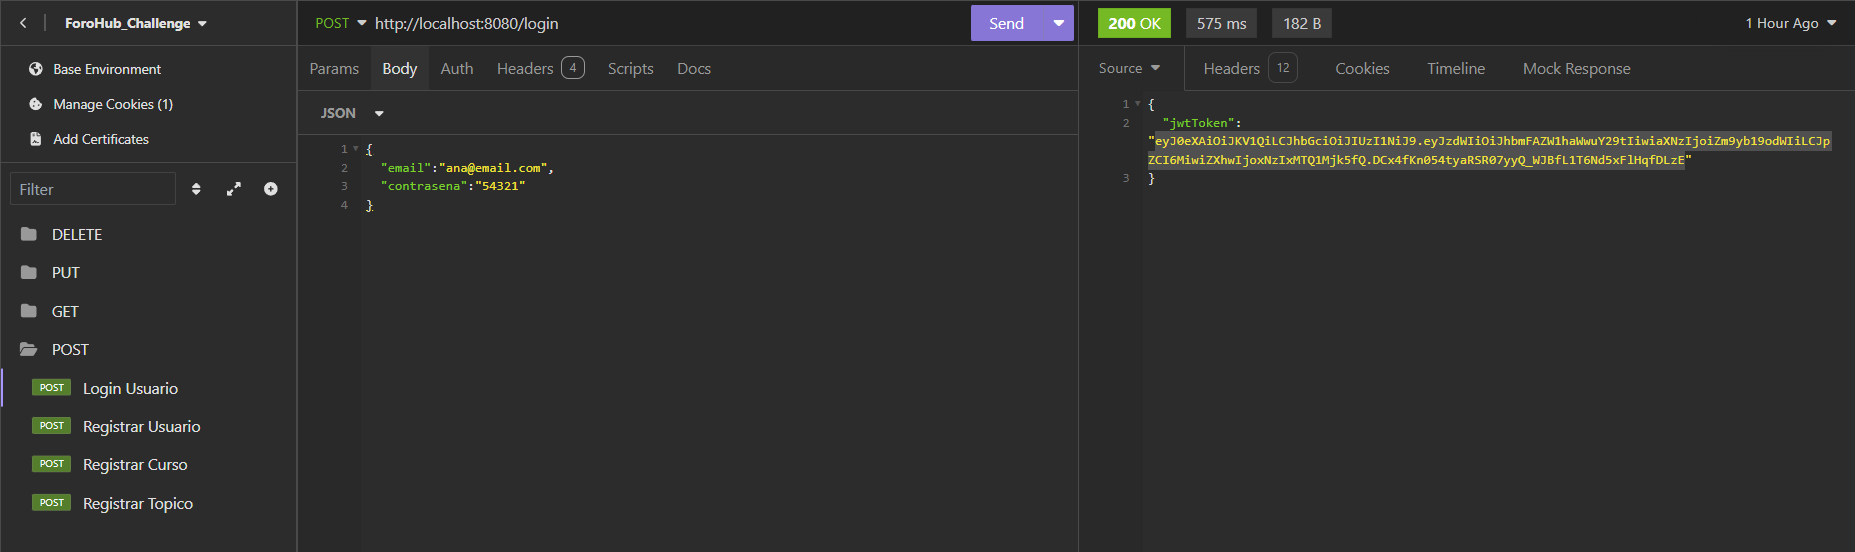 ForoHub_Challenge
Base Environment
Manage Cookies (1)
Add Certificates
Filter
DELETE
PUT
GET
POST
POST Login Usuario
POST Registrar Usuario
POST Registrar Curso
POST Registrar Topico
POST http://localhost:8080/login Send
Params Body Auth Headers 4 Scripts Docs
JSON
1 {
2 "email":"ana@email.com",
3 "contrasena":"54321"
4 }
200 OK 575 ms 182 B 1 Hour Ago
Source Headers 12 Cookies Timeline Mock Response
1 {
2 "jwtToken":
"eyJ0eXAiOiJKV1QiLCJhbGciOiJIUzI1NiJ9.eyJzdWIiOiJhbmFAZW1haWwuY29tIiwiaXNzIjoiZm9yb19odWIiLCJp
ZCI6MiwiZXhwIjoxNzIxMTQ1Mjk5fQ.DCx4fKn054tyaRSR07yyQ_WJBfL1T6Nd5xFlHqfDLzE"
3 }